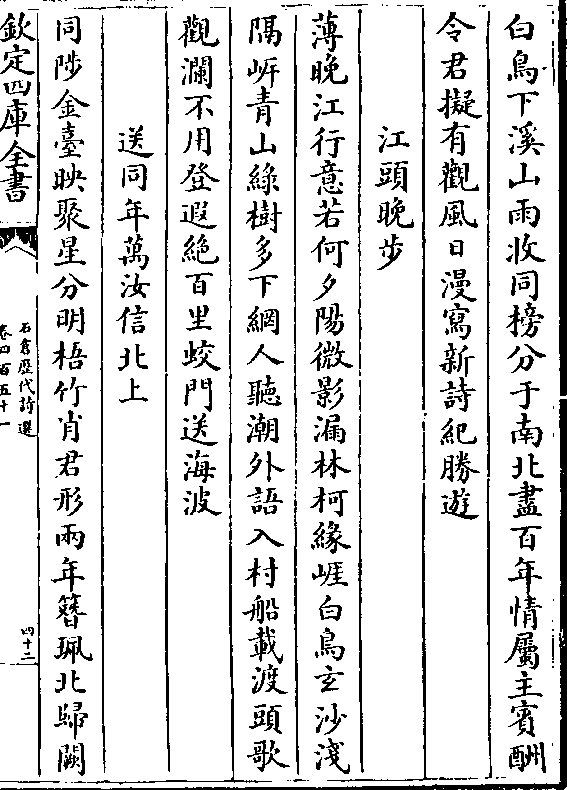 白鳥下溪山雨收同榜分于南北盡百年情屬主賓酬
令君擬有觀風日漫寫新詩紀勝遊
江頭晚步
薄晚江行意若何夕陽微影漏林柯緣崕白鳥玄沙淺
隔㟁青山綠樹多下網人聽潮外語入村船載渡頭歌
觀瀾不用登遐絶百里蛟門送海波
送同年萬汝信北上
同陟金臺映聚星分明梧竹肖君形兩年簪珮北歸闕
欽定四庫全書
石倉歷代詩選
卷四百五十一
四十二